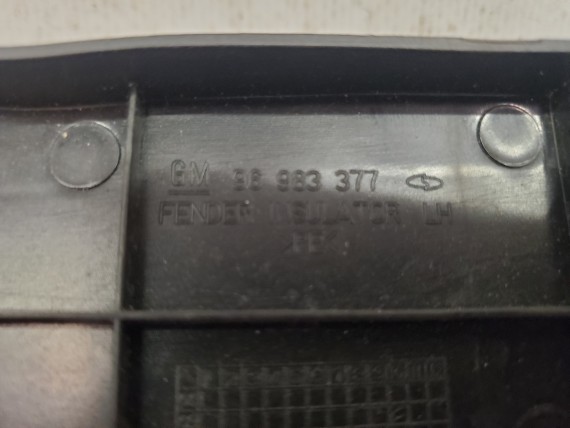 GM 96 983 377
FENDER INSULATOR LH